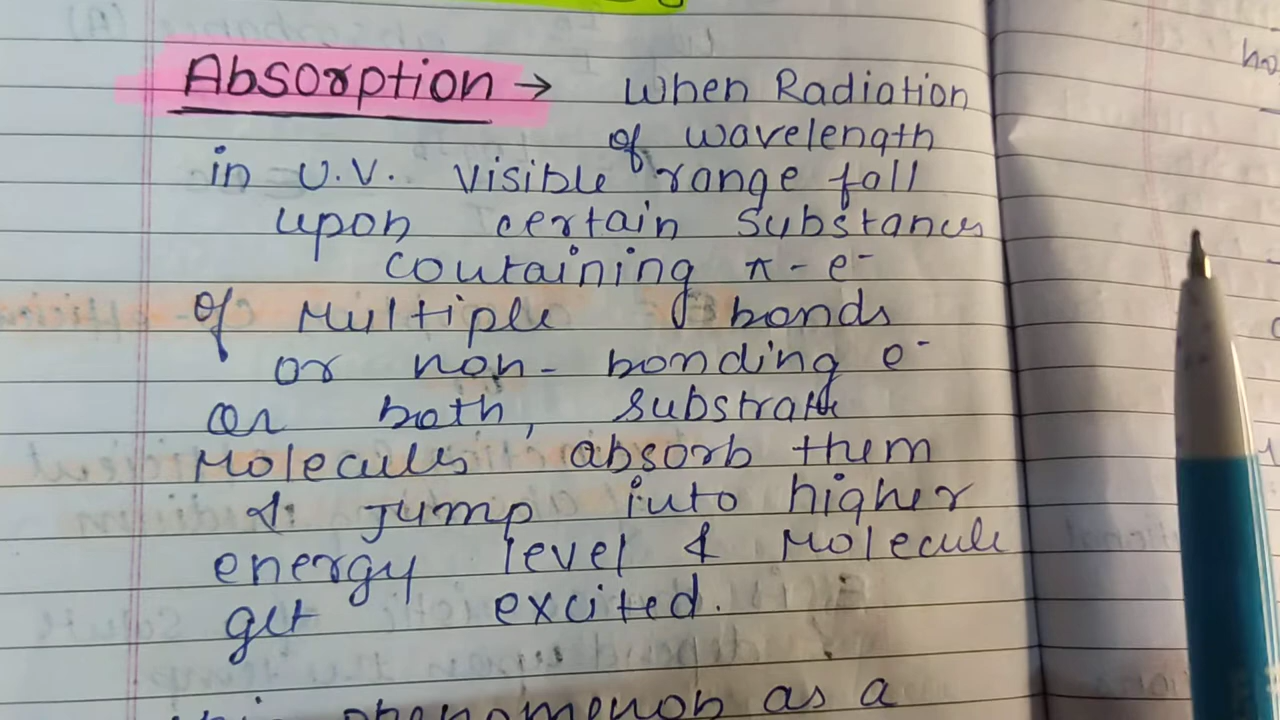 Absorption → When Radiation
of wavelength
in U.V. visible range fall
upon certain substances
containing π-e⁻
of Multiple bonds
or non-bonding e⁻
or both, substrate
Molecules absorb them
& Jump into higher
energy level & Molecule
get excited.
phenomenon as a